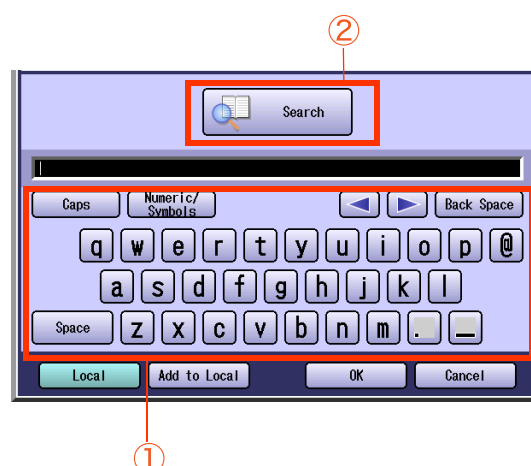 ②
Search
Caps Numeric/ Back Space
Symbols
q w e r t y u i o p @
a s d f g h j k l
Space z x c v b n m . _
Local Add to Local OK Cancel
①